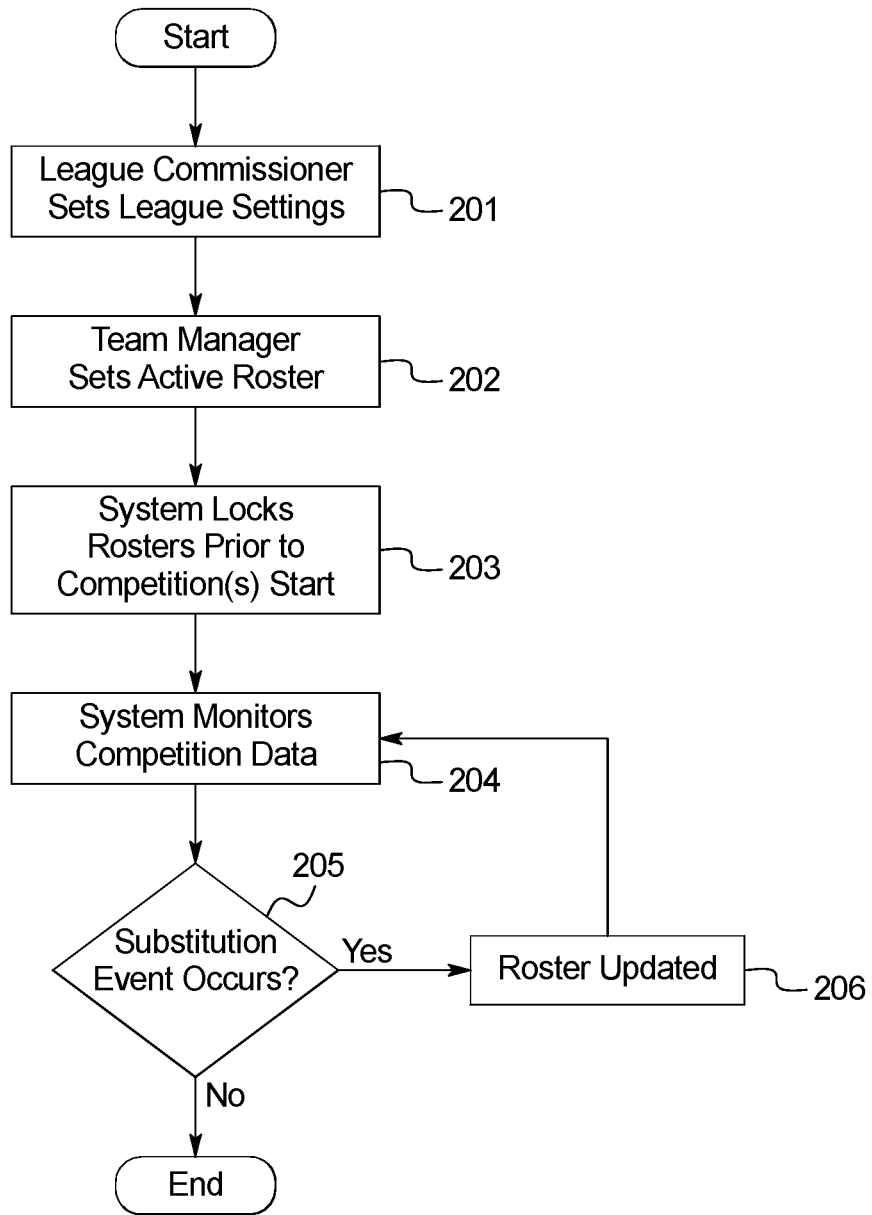 Start
League Commissioner
Sets League Settings
201
Team Manager
Sets Active Roster
202
System Locks
Rosters Prior to
Competition(s) Start
203
System Monitors
Competition Data
204
205
Substitution
Event Occurs?
Yes
Roster Updated
206
No
End